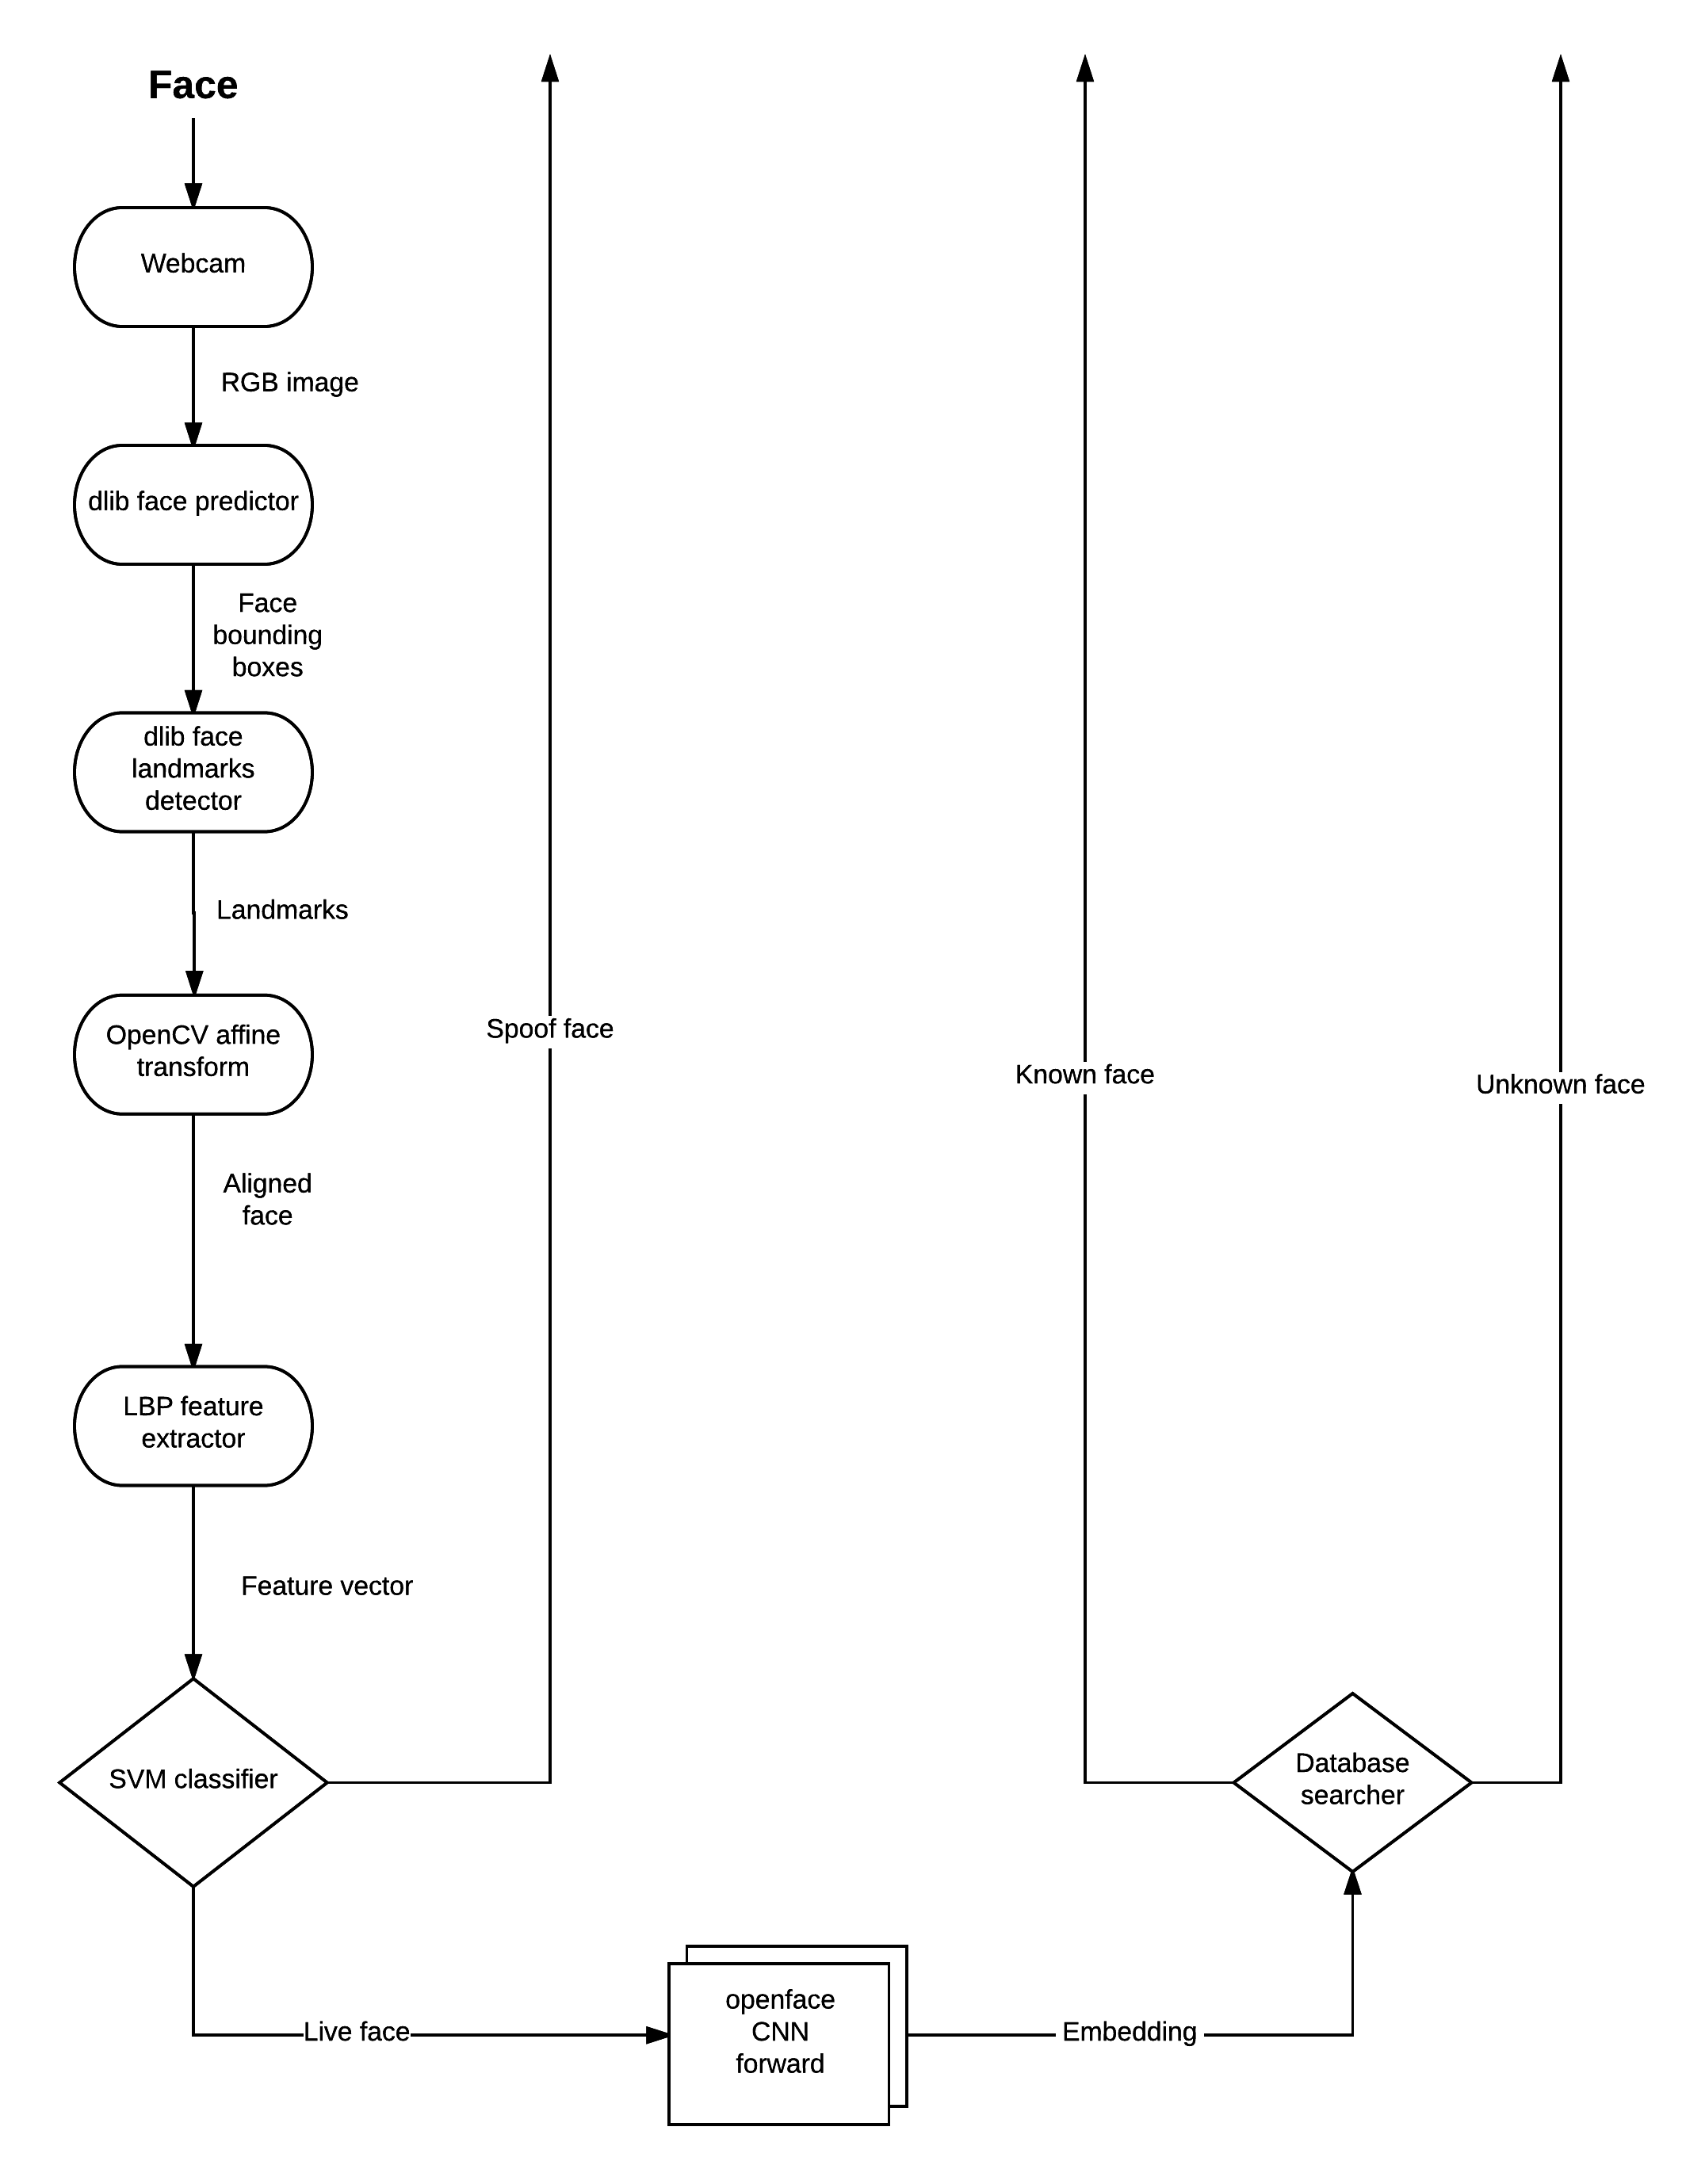 Face
Webcam
RGB image
dlib face predictor
Face
bounding
boxes
dlib face
landmarks
detector
Landmarks
OpenCV affine
transform
Aligned
face
LBP feature
extractor
Feature vector
SVM classifier
Spoof face
Live face
openface
CNN
forward
Embedding
Database
searcher
Known face
Unknown face